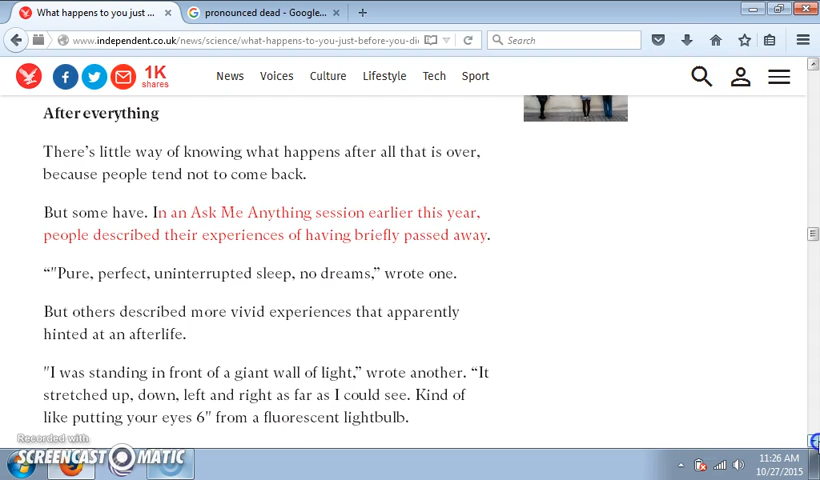 What happens to you just ...
pronounced dead - Google...
www.independent.co.uk/news/science/what-happens-to-you-just-before-you-di
Search
1K
shares
News Voices Culture Lifestyle Tech Sport
After everything
There's little way of knowing what happens after all that is over,
because people tend not to come back.
But some have. In an Ask Me Anything session earlier this year,
people described their experiences of having briefly passed away.
“"Pure, perfect, uninterrupted sleep, no dreams,” wrote one.
But others described more vivid experiences that apparently
hinted at an afterlife.
"I was standing in front of a giant wall of light,” wrote another. “It
stretched up, down, left and right as far as I could see. Kind of
like putting your eyes 6" from a fluorescent lightbulb.
Recorded with
SCREENCAST MATIC
11:26 AM
10/27/2015